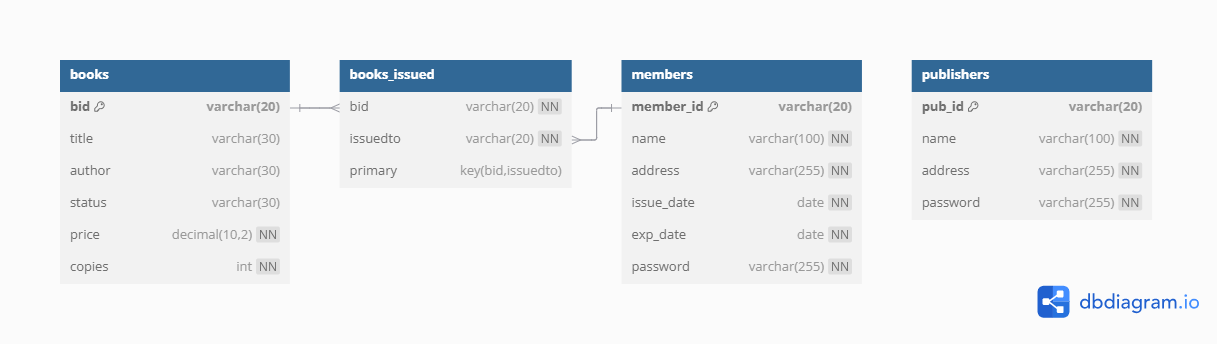 books
bid varchar(20)
title varchar(30)
author varchar(30)
status varchar(30)
price decimal(10,2) NN
copies int NN
books_issued
bid varchar(20) NN
issuedto varchar(20) NN
primary key(bid,issuedto)
members
member_id varchar(20)
name varchar(100) NN
address varchar(255) NN
issue_date date NN
exp_date date NN
password varchar(255) NN
publishers
pub_id varchar(20)
name varchar(100) NN
address varchar(255) NN
password varchar(255) NN
dbdiagram.io